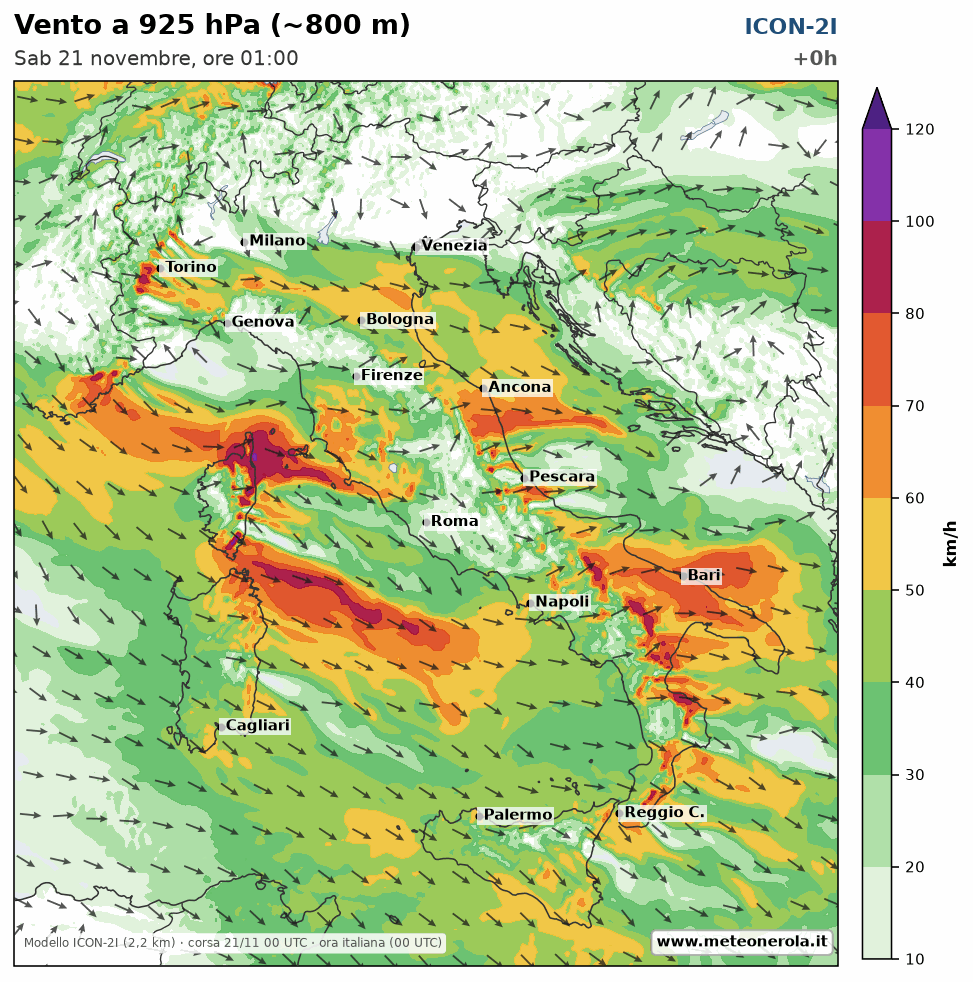 Vento a 925 hPa (~800 m)
ICON-2I
Sab 21 novembre, ore 01:00
+0h
120
100
80
70
60
50
40
30
20
10
km/h
Milano
Venezia
Torino
Genova
Bologna
Firenze
Ancona
Pescara
Roma
Bari
Napoli
Cagliari
Palermo
Reggio C.
Modello ICON-2I (2,2 km) · corsa 21/11 00 UTC · ora italiana (00 UTC)
www.meteonerola.it